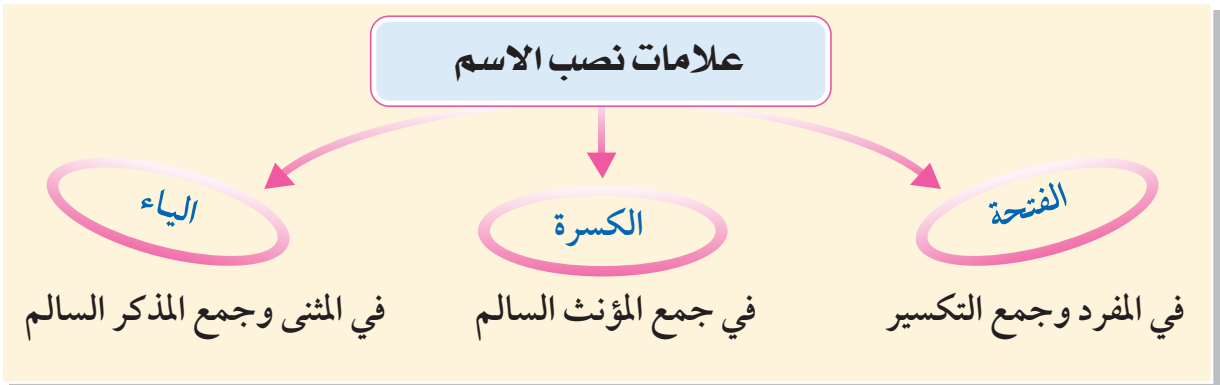 علامات نصب الاسم
الفتحة
الكسرة
الياء
في المفرد وجمع التكسير
في جمع المؤنث السالم
في المثنى وجمع المذكر السالم